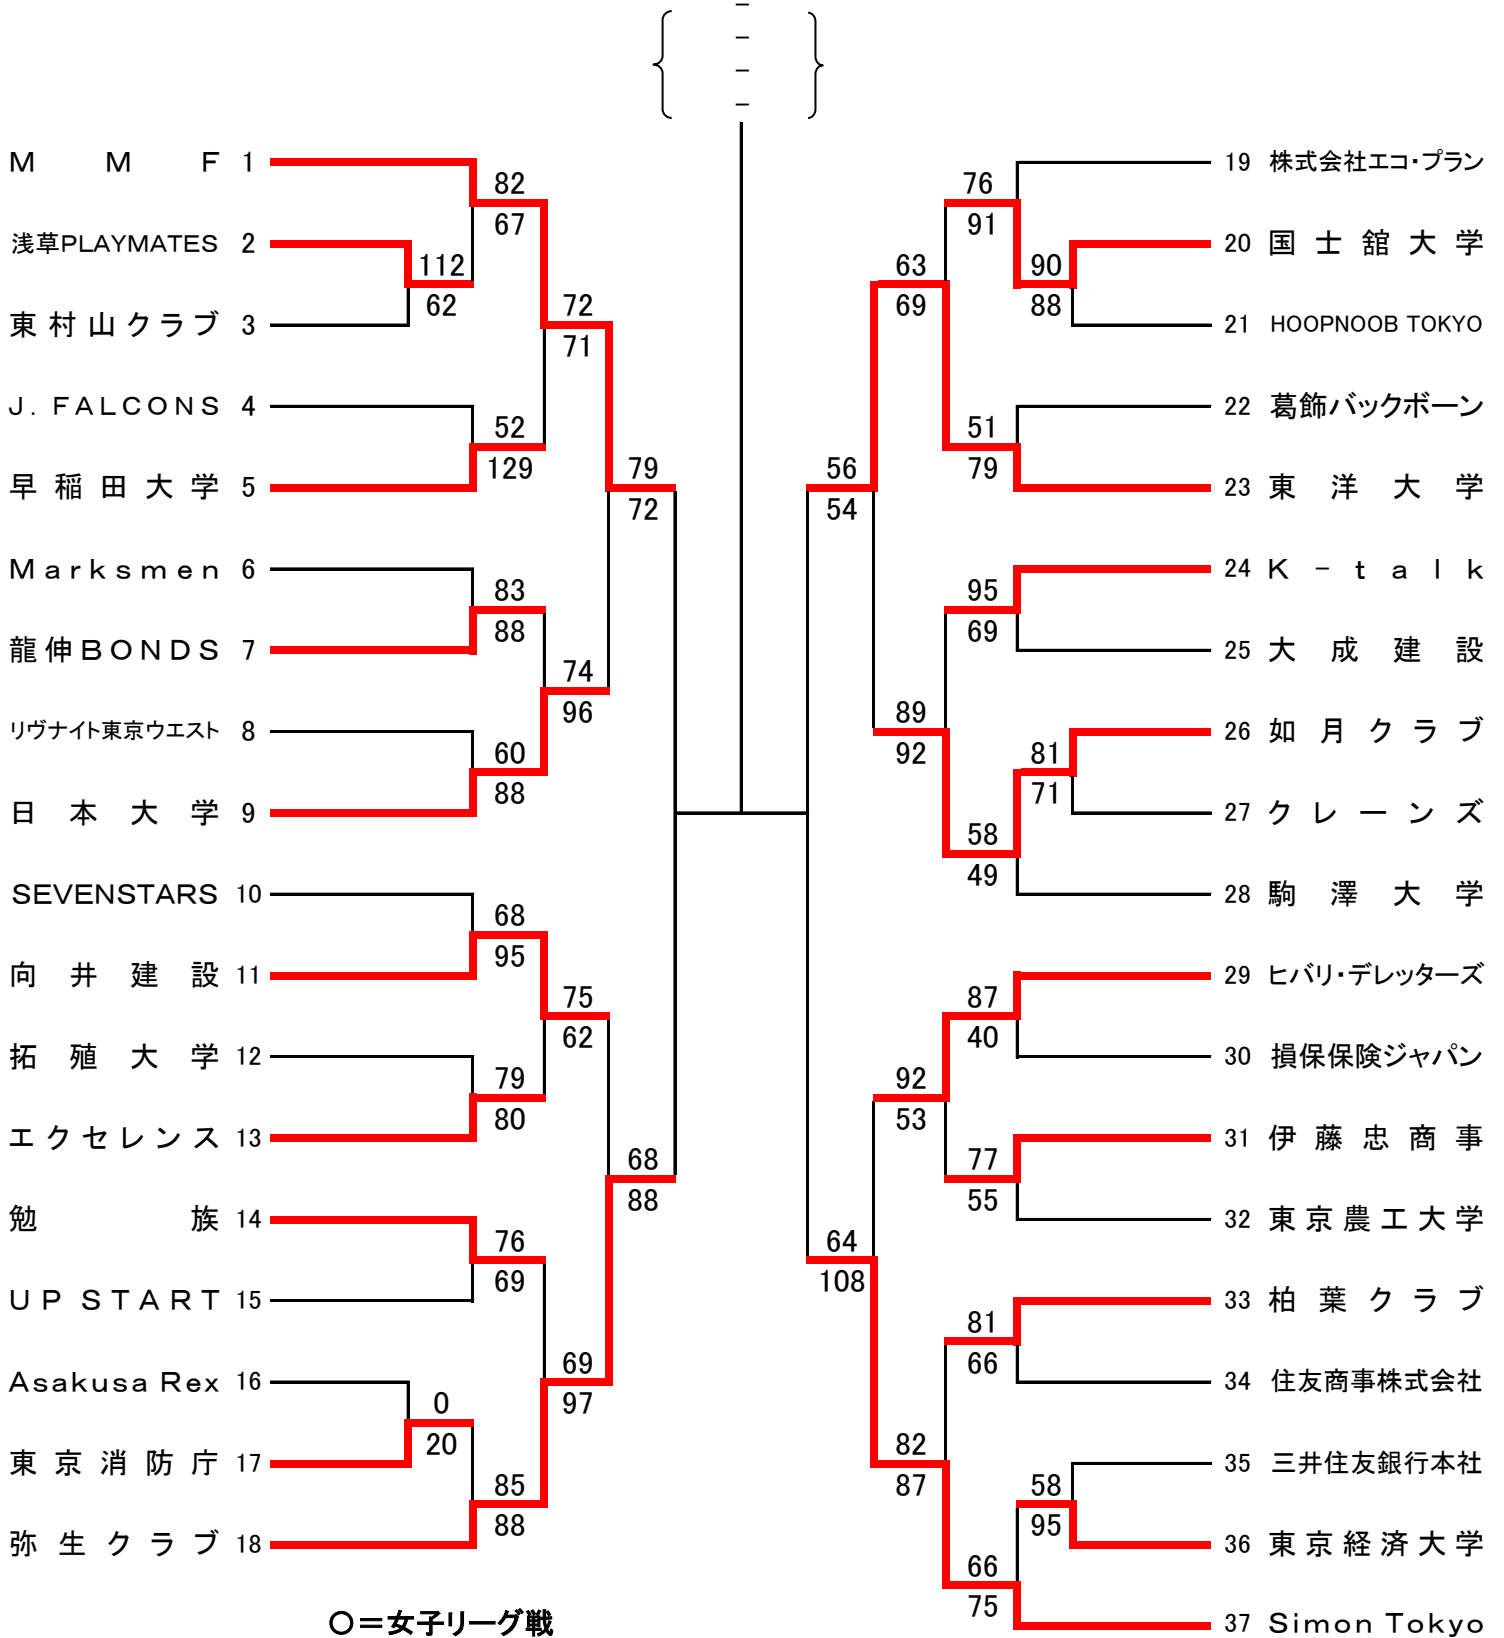 M M F 1
浅草PLAYMATES 2
東村山クラブ 3
J. FALCONS 4
早稲田大学 5
Marksmen 6
龍伸BONDS 7
リヴナイト東京ウエスト 8
日本大学 9
SEVENSTARS 10
向井建設 11
拓殖大学 12
エクセレンス 13
勉族 14
UP START 15
Asakusa Rex 16
東京消防庁 17
弥生クラブ 18
112
62
0
20
82
67
52
129
83
88
60
88
68
95
79
80
76
69
85
88
72
71
74
96
75
62
69
97
79
72
68
88
－
－
－
－
56
54
64
108
63
69
89
92
92
53
82
87
76
91
51
79
95
69
58
49
87
40
77
55
81
66
66
75
90
88
81
71
58
95
19 株式会社エコ・プラン
20 国士舘大学
21 HOOPNOOB TOKYO
22 葛飾バックボーン
23 東洋大学
24 K-talk
25 大成建設
26 如月クラブ
27 クレーンズ
28 駒澤大学
29 ヒバリ・デレッターズ
30 損保保険ジャパン
31 伊藤忠商事
32 東京農工大学
33 柏葉クラブ
34 住友商事株式会社
35 三井住友銀行本社
36 東京経済大学
37 Simon Tokyo
○＝女子リーグ戦